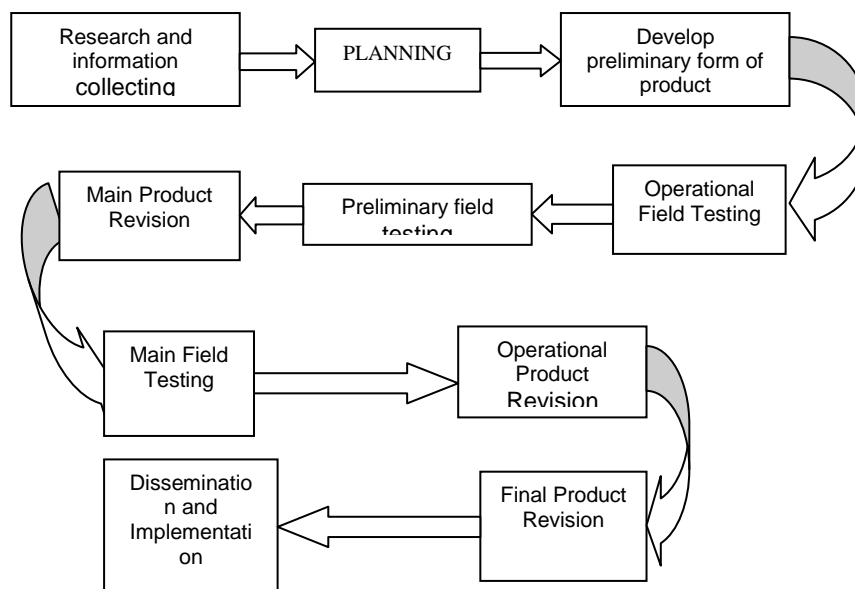 Research and
information
collecting
PLANNING
Develop
preliminary form of
product
Operational
Field Testing
Preliminary field
testing
Main Product
Revision
Main Field
Testing
Operational
Product
Revision
Final Product
Revision
Disseminatio
n and
Implementati
on